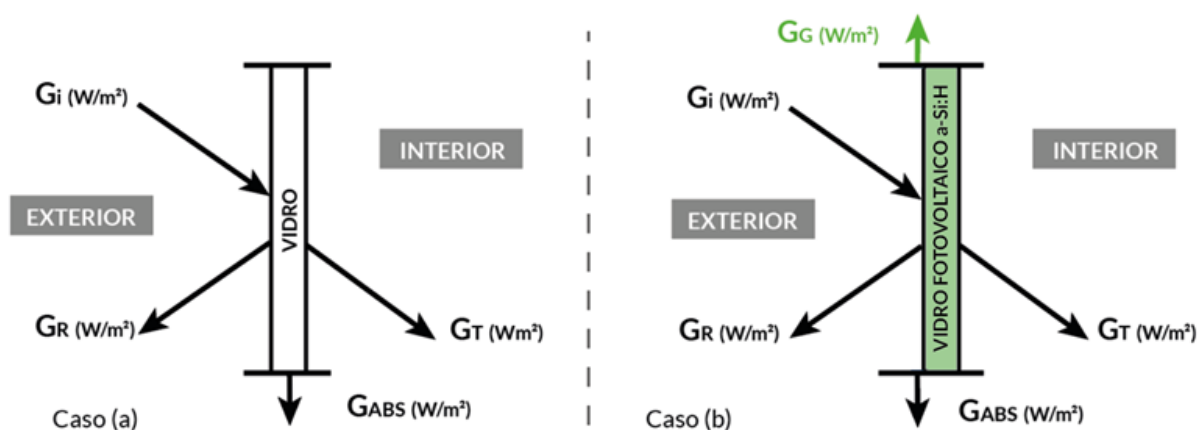 Gi (W/m²)
EXTERIOR
VIDRO
INTERIOR
GR (W/m²)
GT (Wm²)
GABS (W/m²)
Caso (a)
GG (W/m²)
Gi (W/m²)
EXTERIOR
VIDRO FOTOVOLTAICO a-Si:H
INTERIOR
GR (W/m²)
GT (W/m²)
GABS (W/m²)
Caso (b)